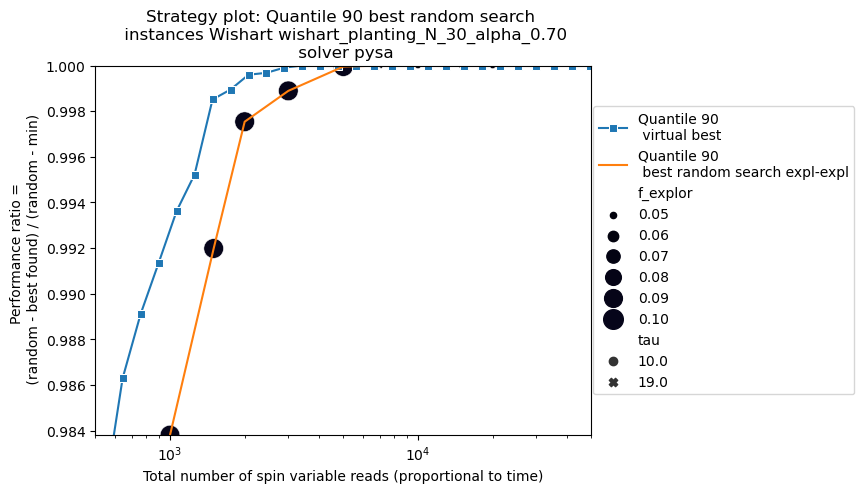 Strategy plot: Quantile 90 best random search
instances Wishart wishart_planting_N_30_alpha_0.70
solver pysa
Performance ratio =
(random - best found) / (random - min)
1.000
0.998
0.996
0.994
0.992
0.990
0.988
0.986
0.984
10³
10⁴
Total number of spin variable reads (proportional to time)
Quantile 90
virtual best
Quantile 90
best random search expl-expl
f_explor
0.05
0.06
0.07
0.08
0.09
0.10
tau
10.0
19.0